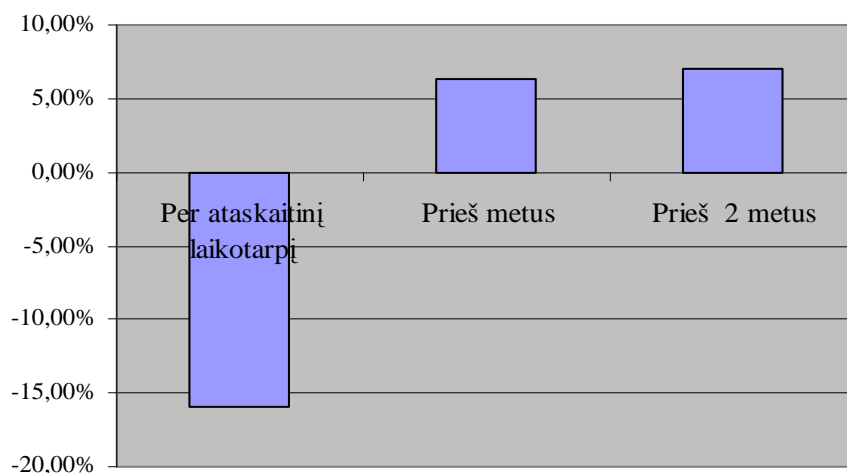 10,00%
5,00%
0,00%
Per ataskaitinį
laikotarpį
Prieš metus
Prieš  2 metus
-5,00%
-10,00%
-15,00%
-20,00%